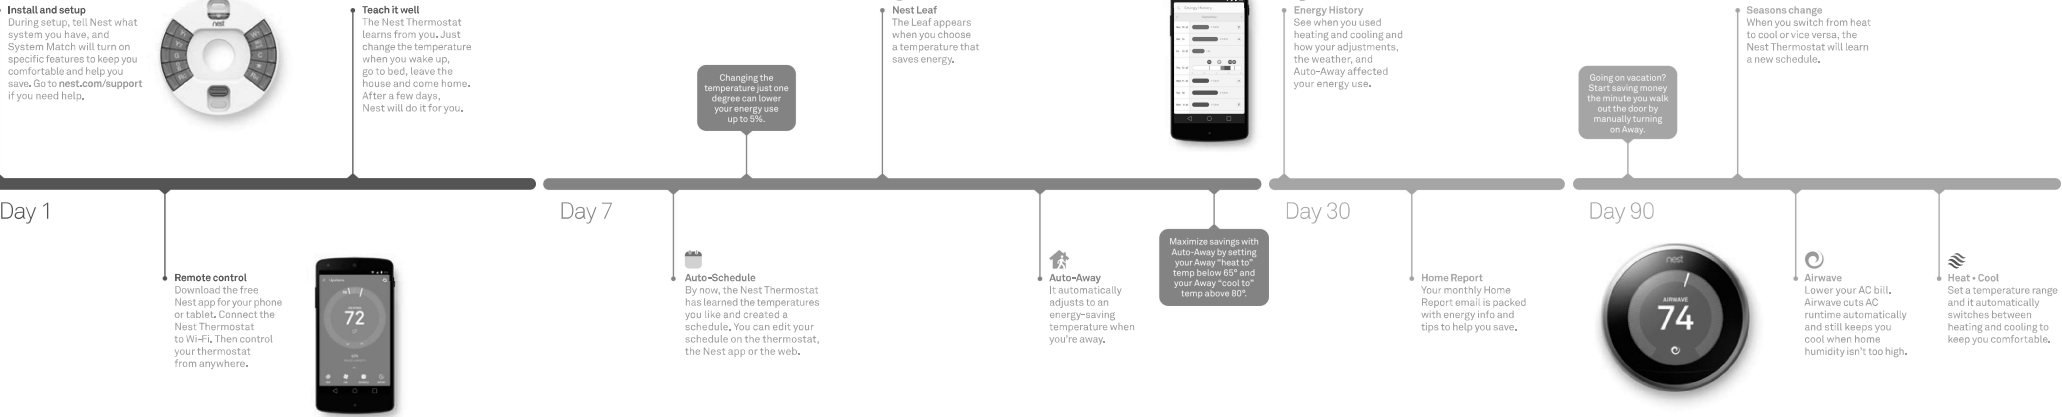 Install and setup
During setup, tell Nest what
system you have, and
System Match will turn on
specific features to keep you
comfortable and help you
save. Go to nest.com/support
if you need help.
nest
Teach it well
The Nest Thermostat
learns from you. Just
change the temperature
when you wake up,
go to bed, leave the
house and come home.
After a few days,
Nest will do it for you.
Changing the
temperature just one
degree can lower
your energy use
up to 5%.
Nest Leaf
The Leaf appears
when you choose
a temperature that
saves energy.
Energy History
Energy History
See when you used
heating and cooling and
how your adjustments,
the weather, and
Auto-Away affected
your energy use.
Going on vacation?
Start saving money
the minute you walk
out the door by
manually turning
on Away.
Seasons change
When you switch from heat
to cool or vice versa, the
Nest Thermostat will learn
a new schedule.
Day 1
Day 7
Day 30
Day 90
Remote control
Download the free
Nest app for your phone
or tablet. Connect the
Nest Thermostat
to Wi-Fi. Then control
your thermostat
from anywhere.
72
Auto-Schedule
By now, the Nest Thermostat
has learned the temperatures
you like and created a
schedule. You can edit your
schedule on the thermostat,
the Nest app or the web.
Auto-Away
It automatically
adjusts to an
energy-saving
temperature when
you're away.
Maximize savings with
Auto-Away by setting
your Away "heat to"
temp below 65° and
your Away "cool to"
temp above 80°.
Home Report
Your monthly Home
Report email is packed
with energy info and
tips to help you save.
nest
AIRWAVE
74
Airwave
Lower your AC bill.
Airwave cuts AC
runtime automatically
and still keeps you
cool when home
humidity isn't too high.
Heat • Cool
Set a temperature range
and it automatically
switches between
heating and cooling to
keep you comfortable.